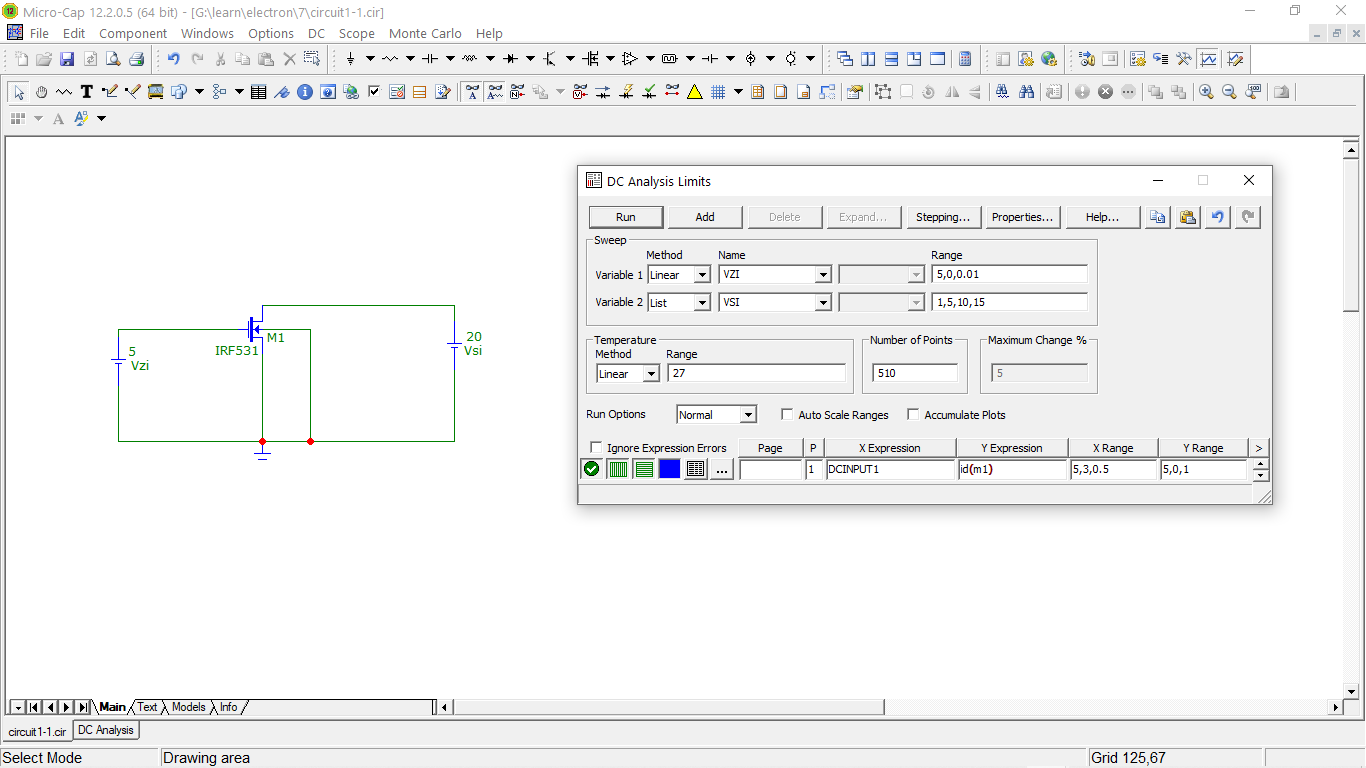 Micro-Cap 12.2.0.5 (64 bit) - [G:\learn\electron\7\circuit1-1.cir]
File Edit Component Windows Options DC Scope Monte Carlo Help
DC Analysis Limits
Run Add Delete Expand... Stepping... Properties... Help...
Sweep
Method Name Range
Variable 1 Linear VZI 5,0,0.01
Variable 2 List VSI 1,5,10,15
Temperature Number of Points Maximum Change %
Method Range
Linear 27 510 5
Run Options Normal Auto Scale Ranges Accumulate Plots
Ignore Expression Errors Page P X Expression Y Expression X Range Y Range >
... 1 DCINPUT1 id(m1) 5,3,0.5 5,0,1
M1
IRF531
5
Vzi
20
Vsi
Main Text Models Info
circuit1-1.cir DC Analysis
Select Mode Drawing area Grid 125,67